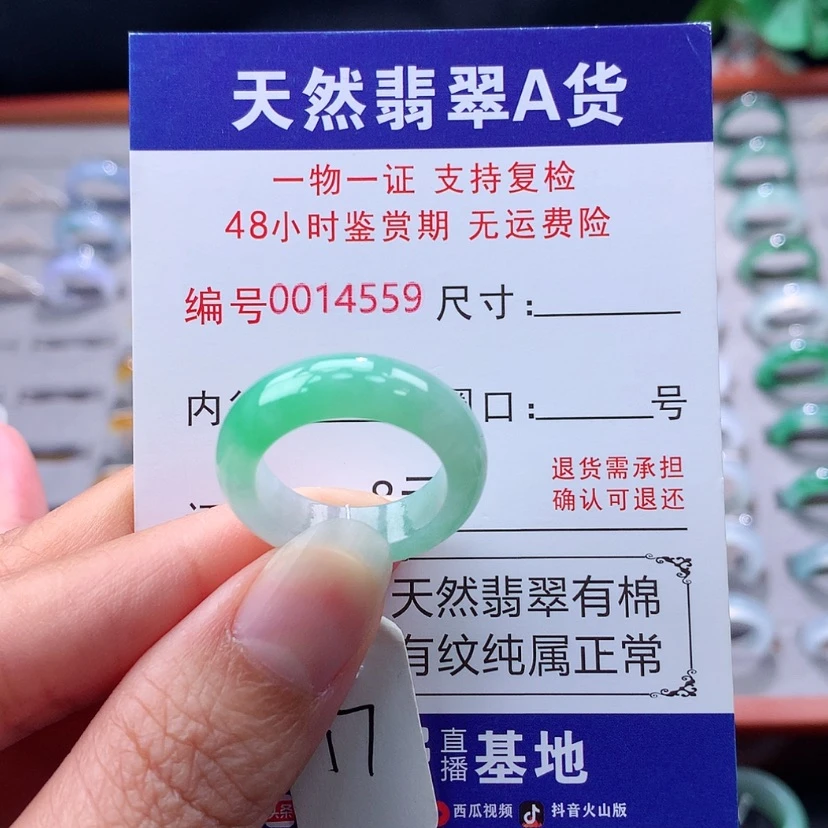 天然翡翠A货
一物一证 支持复检
48小时鉴赏期 无运费险
编号0014559 尺寸:
内 口: 号
退货需承担
确认可退还
天然翡翠有棉
有纹纯属正常
17
直播基地
西瓜视频 抖音火山版